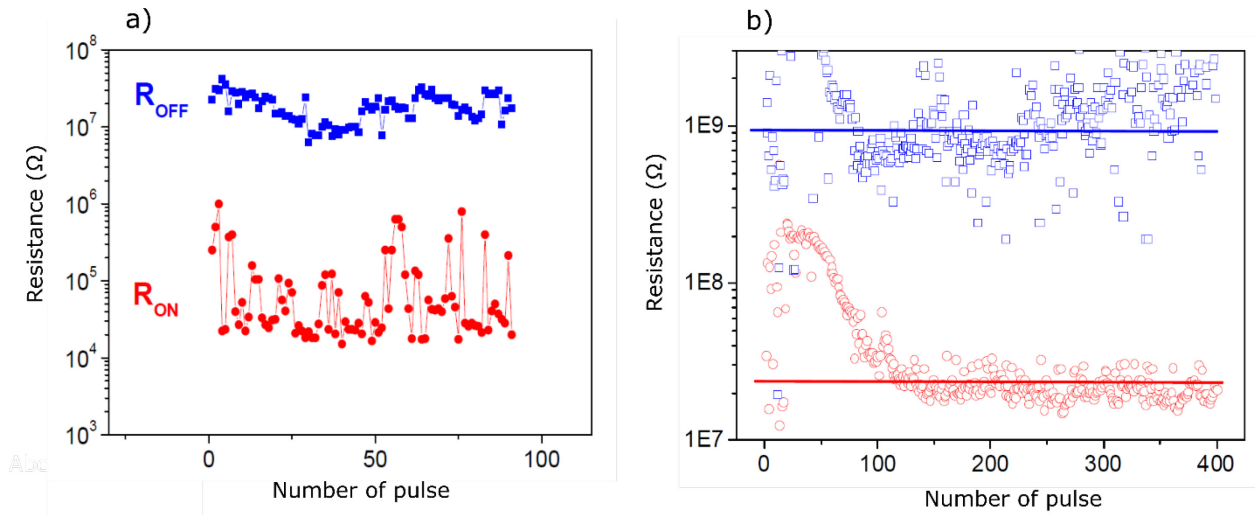 a)
10^8
10^7
10^6
10^5
10^4
10^3
R_OFF
R_ON
Resistance (Ω)
0
50
100
Number of pulse
b)
1E9
1E8
1E7
Resistance (Ω)
0
100
200
300
400
Number of pulse